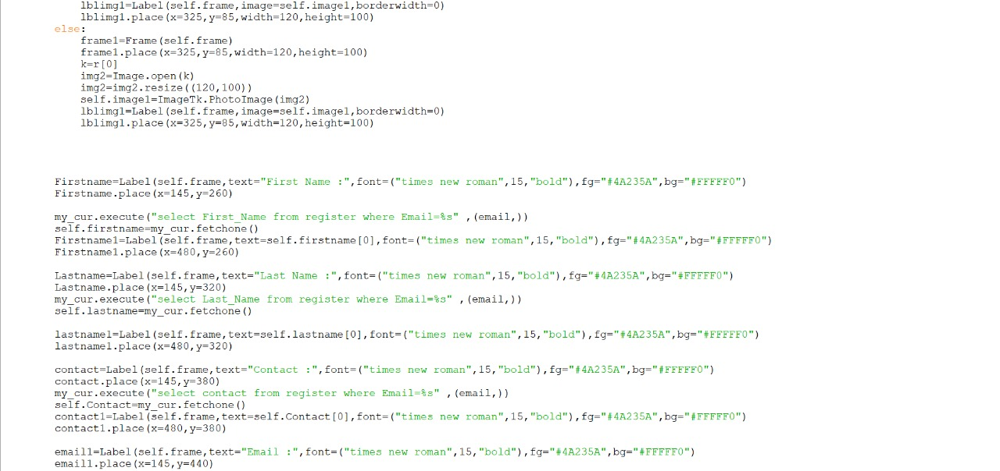 lblimg1=Label(self.frame,image=self.image1,borderwidth=0)
lblimg1.place(x=325,y=85,width=120,height=100)
else:
frame1=Frame(self.frame)
frame1.place(x=325,y=85,width=120,height=100)
k=r[0]
img2=Image.open(k)
img2=img2.resize((120,100))
self.image1=ImageTk.PhotoImage(img2)
lblimg1=Label(self.frame,image=self.image1,borderwidth=0)
lblimg1.place(x=325,y=85,width=120,height=100)
Firstname=Label(self.frame,text="First Name :",font=("times new roman",15,"bold"),fg="#4A235A",bg="#FFFFF0")
Firstname.place(x=145,y=260)
my_cur.execute("select First_Name from register where Email=%s" ,(email,))
self.firstname=my_cur.fetchone()
Firstname1=Label(self.frame,text=self.firstname[0],font=("times new roman",15,"bold"),fg="#4A235A",bg="#FFFFF0")
Firstname1.place(x=480,y=260)
Lastname=Label(self.frame,text="Last Name :",font=("times new roman",15,"bold"),fg="#4A235A",bg="#FFFFF0")
Lastname.place(x=145,y=320)
my_cur.execute("select Last_Name from register where Email=%s" ,(email,))
self.lastname=my_cur.fetchone()
lastname1=Label(self.frame,text=self.lastname[0],font=("times new roman",15,"bold"),fg="#4A235A",bg="#FFFFF0")
lastname1.place(x=480,y=320)
contact=Label(self.frame,text="Contact :",font=("times new roman",15,"bold"),fg="#4A235A",bg="#FFFFF0")
contact.place(x=145,y=380)
my_cur.execute("select contact from register where Email=%s" ,(email,))
self.Contact=my_cur.fetchone()
contact1=Label(self.frame,text=self.Contact[0],font=("times new roman",15,"bold"),fg="#4A235A",bg="#FFFFF0")
contact1.place(x=480,y=380)
email1=Label(self.frame,text="Email :",font=("times new roman",15,"bold"),fg="#4A235A",bg="#FFFFF0")
email1.place(x=145,y=440)